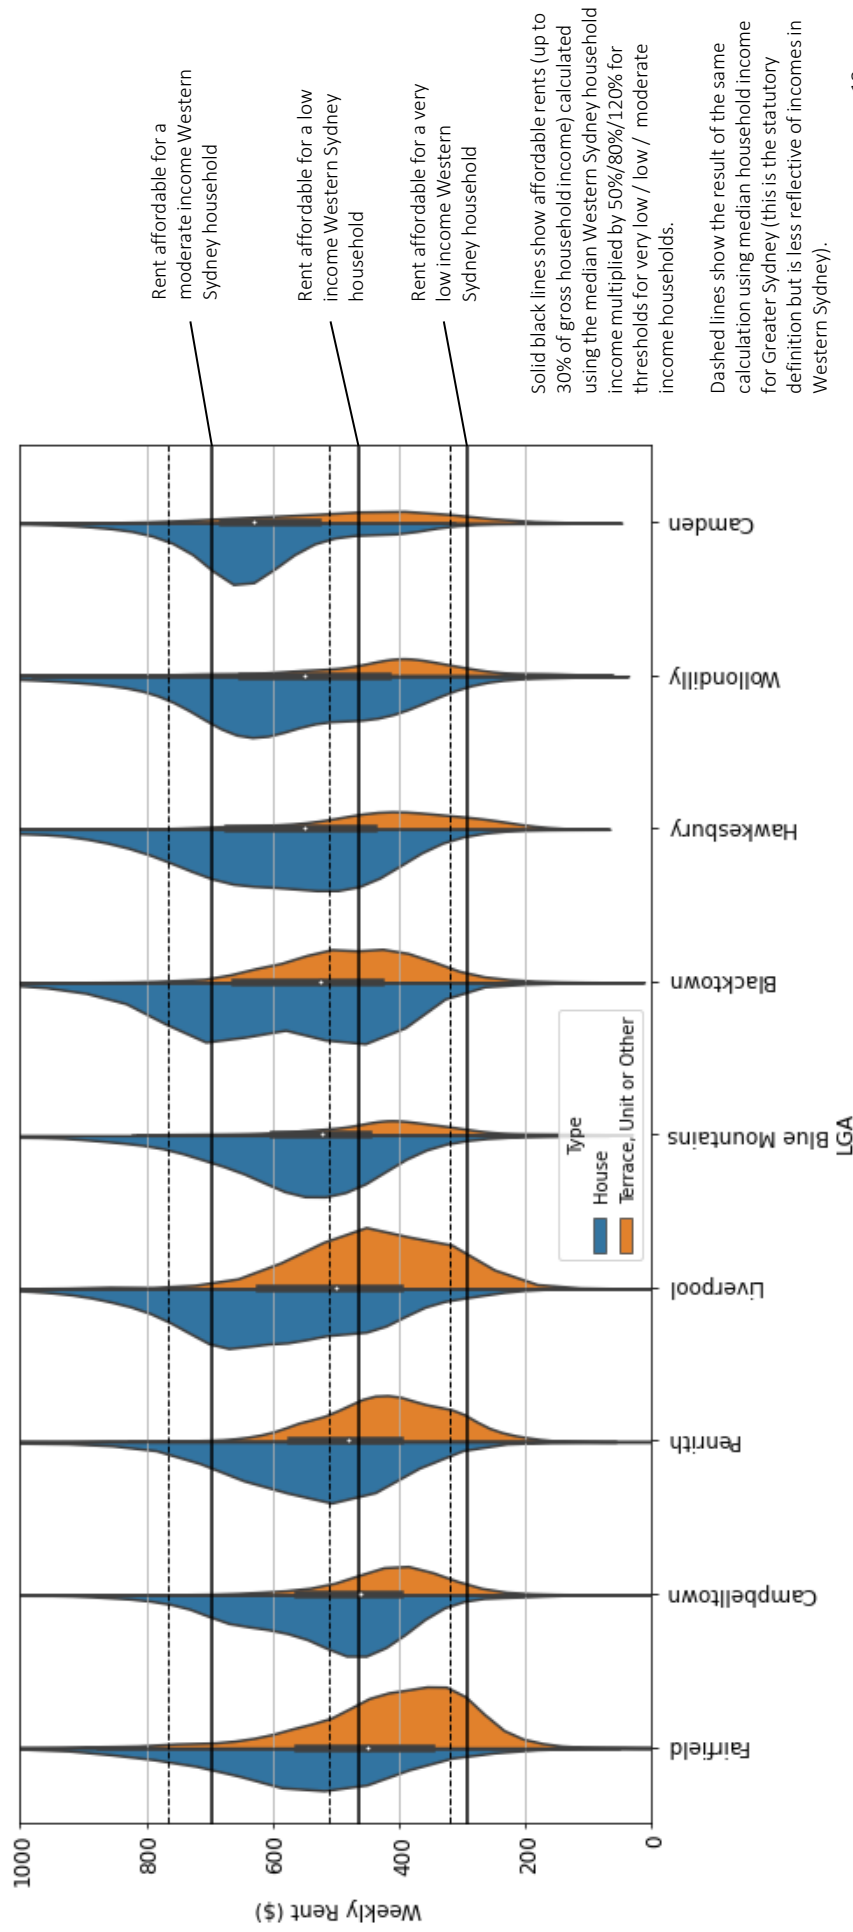 Weekly Rent ($)
1000
800
600
400
200
0
Fairfield
Campbelltown
Penrith
Liverpool
Blue Mountains
Blacktown
Hawkesbury
Wollondilly
Camden
LGA
Type
House
Terrace, Unit or Other
Rent affordable for a
moderate income Western
Sydney household
Rent affordable for a low
income Western Sydney
household
Rent affordable for a very
low income Western
Sydney household
Solid black lines show affordable rents (up to
30% of gross household income) calculated
using the median Western Sydney household
income multiplied by 50%/80%/120% for
thresholds for very low / low / moderate
income households.
Dashed lines show the result of the same
calculation using median household income
for Greater Sydney (this is the statutory
definition but is less reflective of incomes in
Western Sydney).